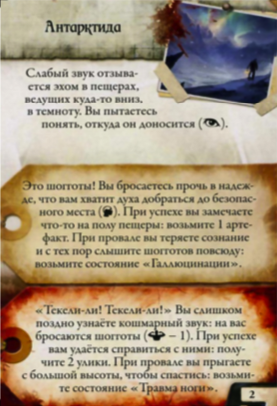 Антарктида
Слабый звук отзыва-
ется эхом в пещерах,
ведущих куда-то вниз,
в темноту. Вы пытаетесь
понять, откуда он доносится ( ).
Это шогготы! Вы бросаетесь прочь в надеж-
де, что вам хватит духа добраться до безопас-
ного места ( ). При успехе вы замечаете
что-то на полу пещеры: возьмите 1 арте-
факт. При провале вы теряете сознание
и с тех пор слышите шогготов повсюду:
возьмите состояние «Галлюцинации».
«Текели-ли! Текели-ли!» Вы слишком
поздно узнаёте кошмарный звук: на вас
бросаются шогготы ( – 1). При успехе
вам удаётся справиться с ними: полу-
чите 2 улики. При провале вы прыгаете
с большой высоты, чтобы спастись: возьми-
те состояние «Травма ноги».
2